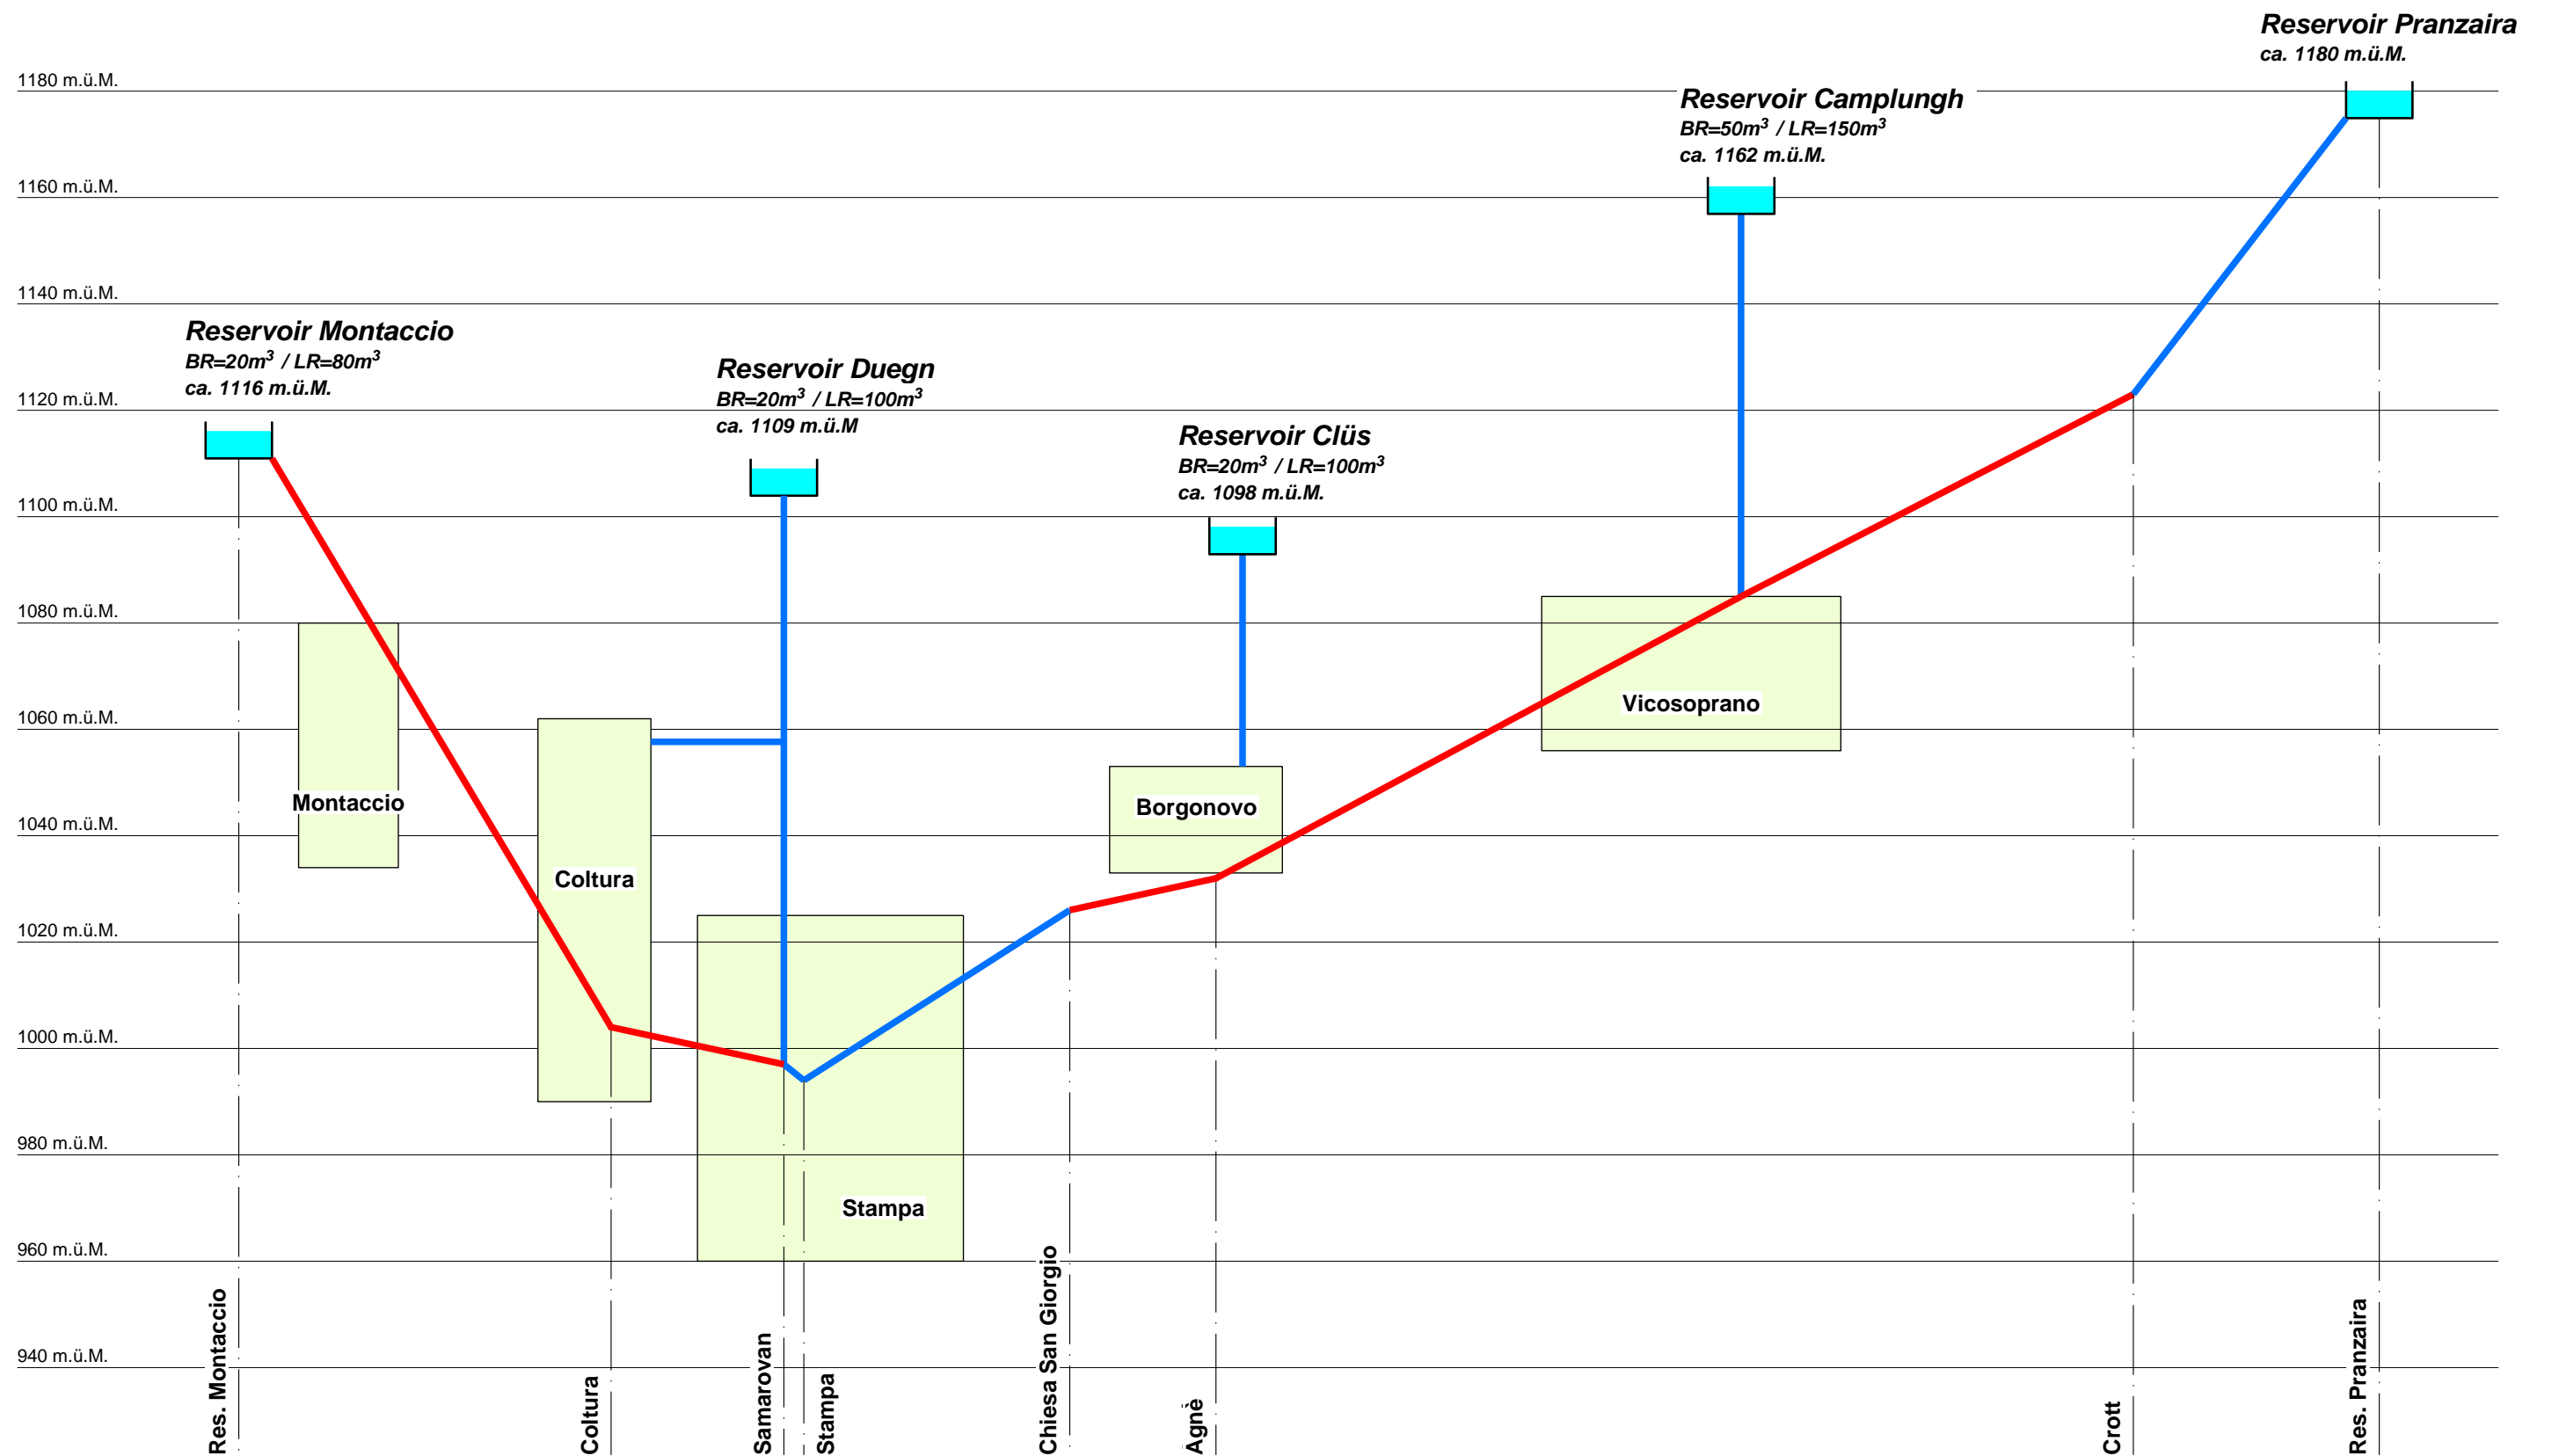 Reservoir Pranzaira
ca. 1180 m.ü.M.
1180 m.ü.M.
Reservoir Camplungh
BR=50m³ / LR=150m³
ca. 1162 m.ü.M.
1160 m.ü.M.
1140 m.ü.M.
Reservoir Montaccio
BR=20m³ / LR=80m³
ca. 1116 m.ü.M.
Reservoir Duegn
BR=20m³ / LR=100m³
ca. 1109 m.ü.M
1120 m.ü.M.
Reservoir Clüs
BR=20m³ / LR=100m³
ca. 1098 m.ü.M.
1100 m.ü.M.
1080 m.ü.M.
1060 m.ü.M.
Vicosoprano
Montaccio
Borgonovo
1040 m.ü.M.
Coltura
1020 m.ü.M.
1000 m.ü.M.
980 m.ü.M.
Stampa
960 m.ü.M.
940 m.ü.M.
Res. Montaccio
Coltura
Samarovan
Stampa
Chiesa San Giorgio
Agnè
Crott
Res. Pranzaira